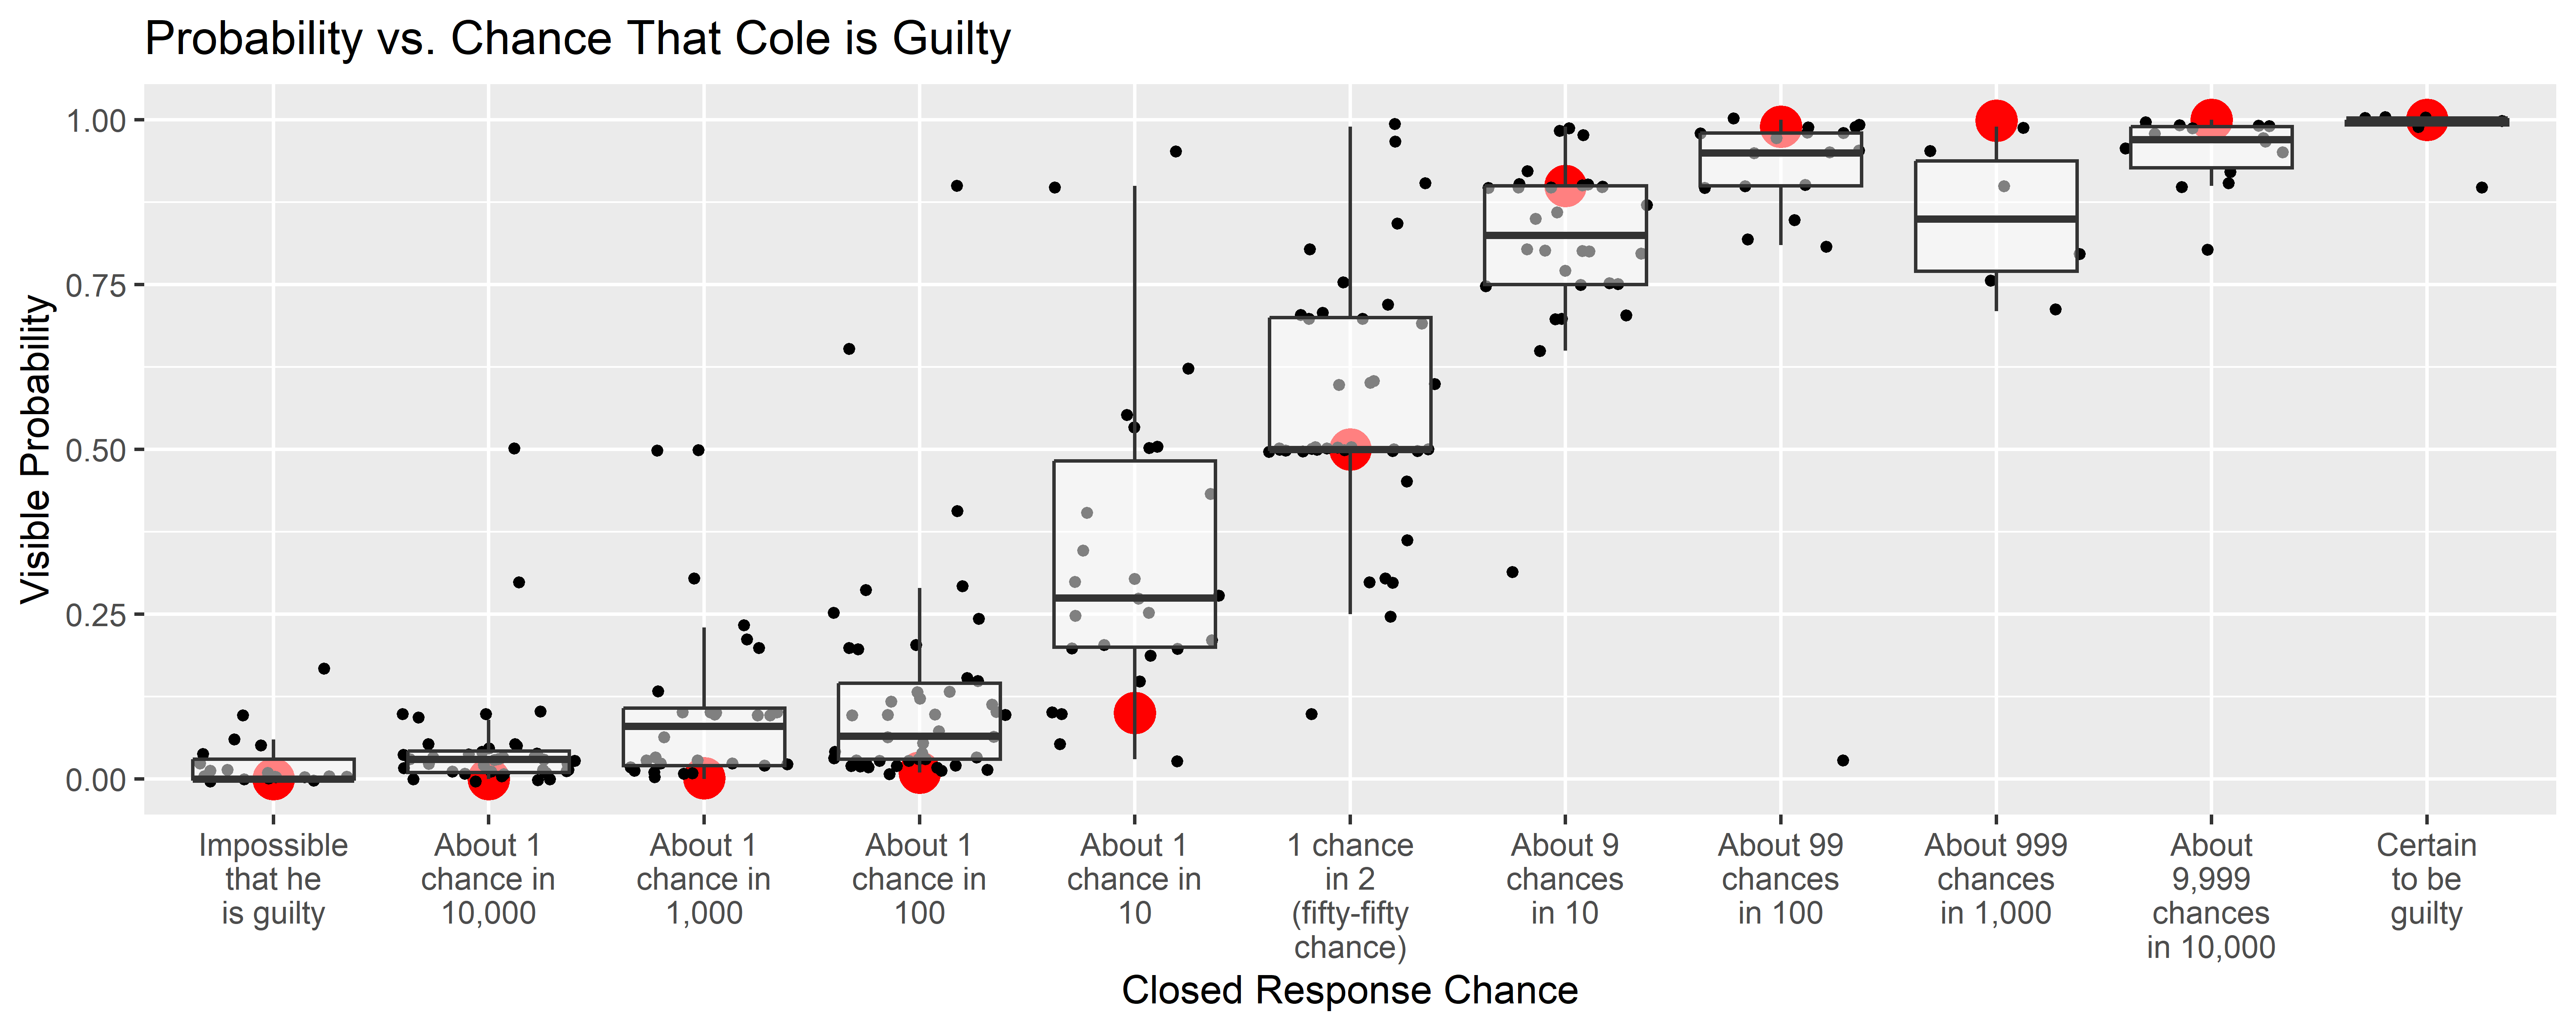 Probability vs. Chance That Cole is Guilty
Visible Probability
1.00
0.75
0.50
0.25
0.00
Impossible
that he
is guilty
About 1
chance in
10,000
About 1
chance in
1,000
About 1
chance in
100
About 1
chance in
10
1 chance
in 2
(fifty-fifty
chance)
About 9
chances
in 10
About 99
chances
in 100
About 999
chances
in 1,000
About
9,999
chances
in 10,000
Certain
to be
guilty
Closed Response Chance